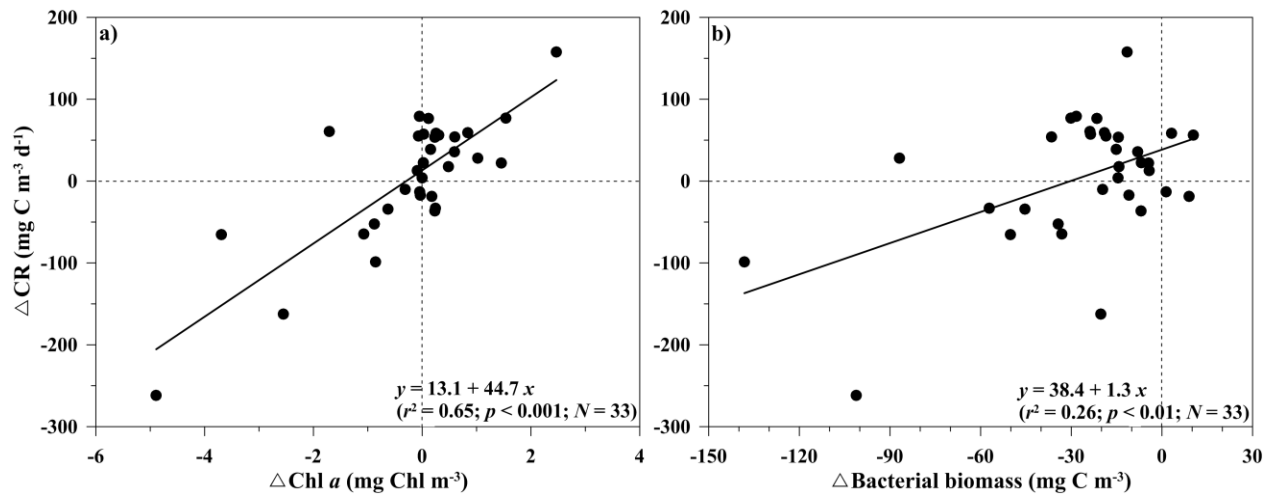 a)
200
100
0
-100
-200
-300
△CR (mg C m⁻³ d⁻¹)
y = 13.1 + 44.7 x
(r² = 0.65; p < 0.001; N = 33)
-6 -4 -2 0 2 4
△Chl a (mg Chl m⁻³)
b)
200
100
0
-100
-200
-300
y = 38.4 + 1.3 x
(r² = 0.26; p < 0.01; N = 33)
-150 -120 -90 -60 -30 0 30
△Bacterial biomass (mg C m⁻³)